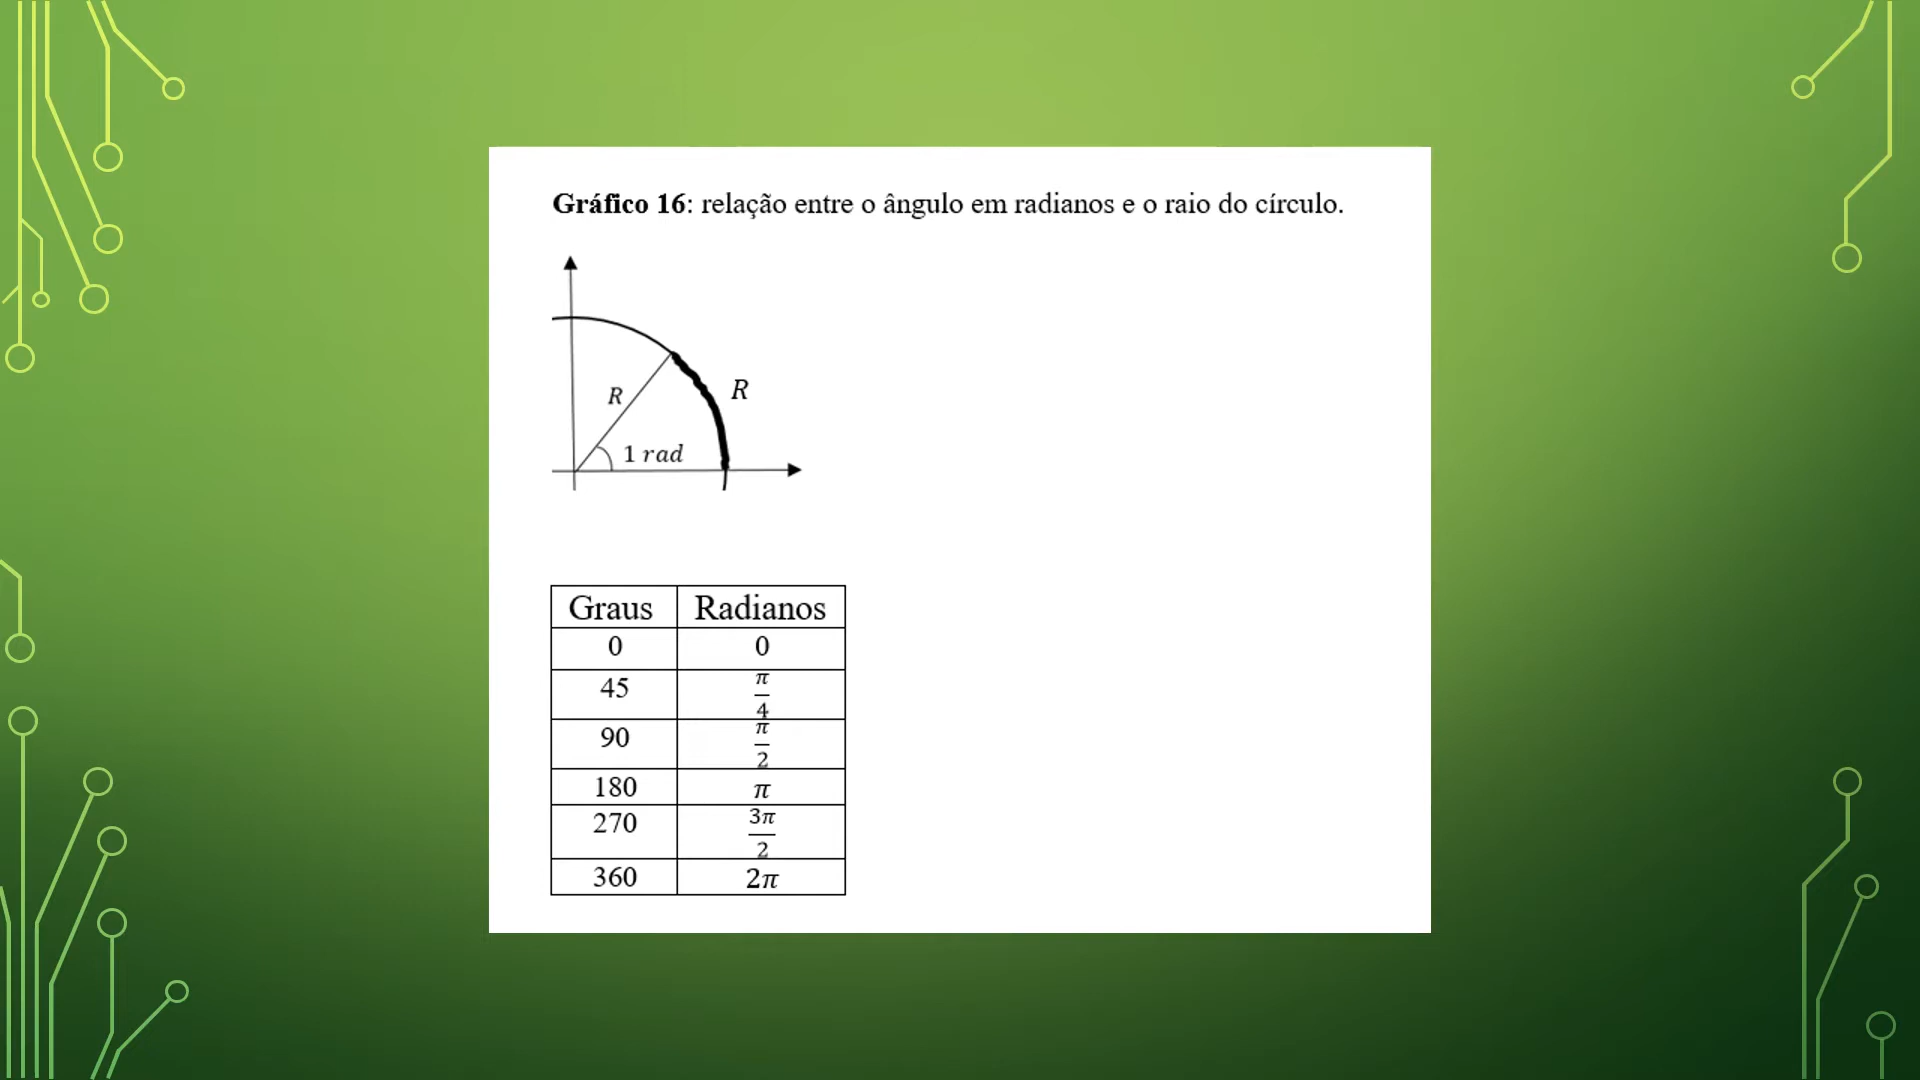 Gráfico 16: relação entre o ângulo em radianos e o raio do círculo.
R
R
1 rad
Graus Radianos
0 0
45 π/4
90 π/2
180 π
270 3π/2
360 2π